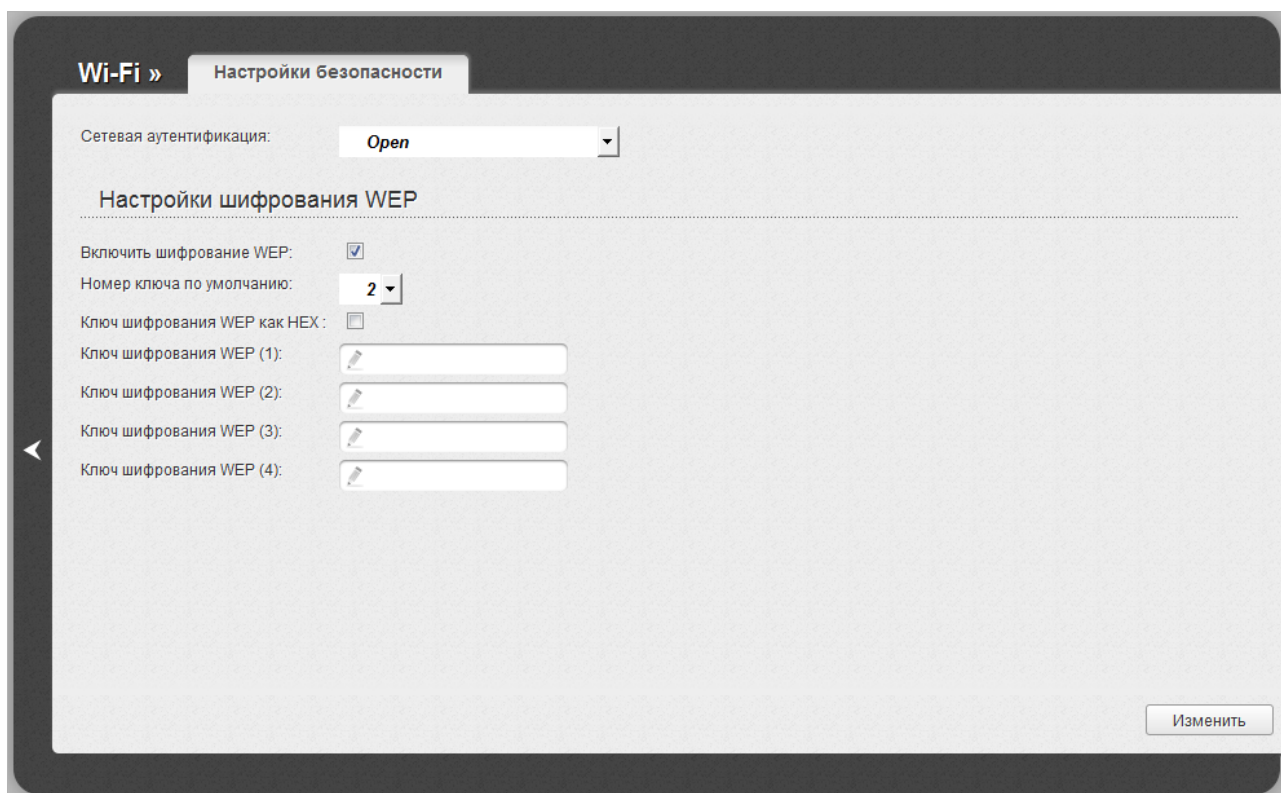 Wi-Fi » Настройки безопасности
Сетевая аутентификация: Open
Настройки шифрования WEP
Включить шифрование WEP:
Номер ключа по умолчанию: 2
Ключ шифрования WEP как HEX :
Ключ шифрования WEP (1):
Ключ шифрования WEP (2):
Ключ шифрования WEP (3):
Ключ шифрования WEP (4):
Изменить